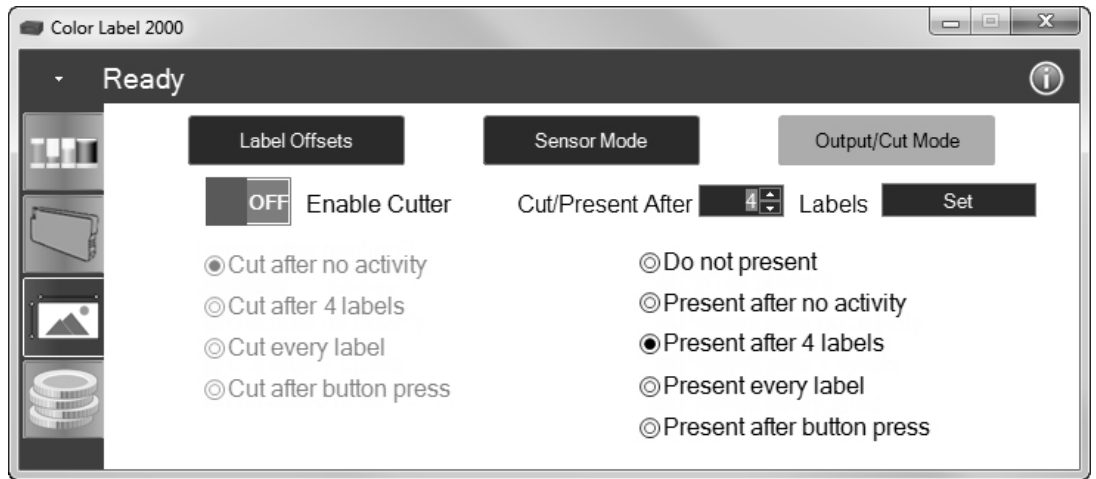 Color Label 2000
Ready
Label Offsets Sensor Mode Output/Cut Mode
OFF Enable Cutter Cut/Present After 4 Labels Set
Cut after no activity
Cut after 4 labels
Cut every label
Cut after button press
Do not present
Present after no activity
Present after 4 labels
Present every label
Present after button press